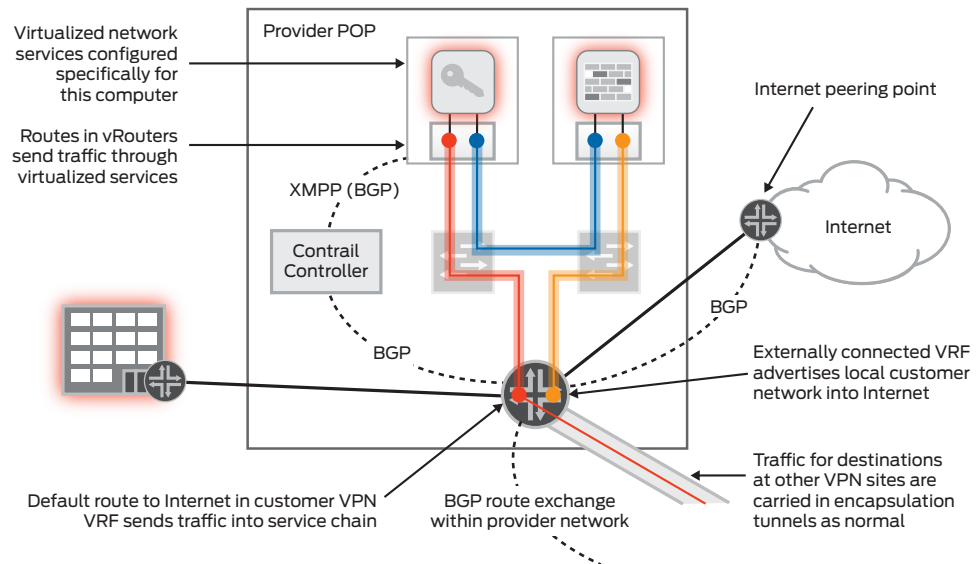 Virtualized network
services configured
specifically for
this computer
Provider POP
Internet peering point
Routes in vRouters
send traffic through
virtualized services
XMPP (BGP)
Internet
Contrail
Controller
BGP
BGP
Externally connected VRF
advertises local customer
network into Internet
Traffic for destinations
at other VPN sites are
carried in encapsulation
tunnels as normal
Default route to Internet in customer VPN
VRF sends traffic into service chain
BGP route exchange
within provider network